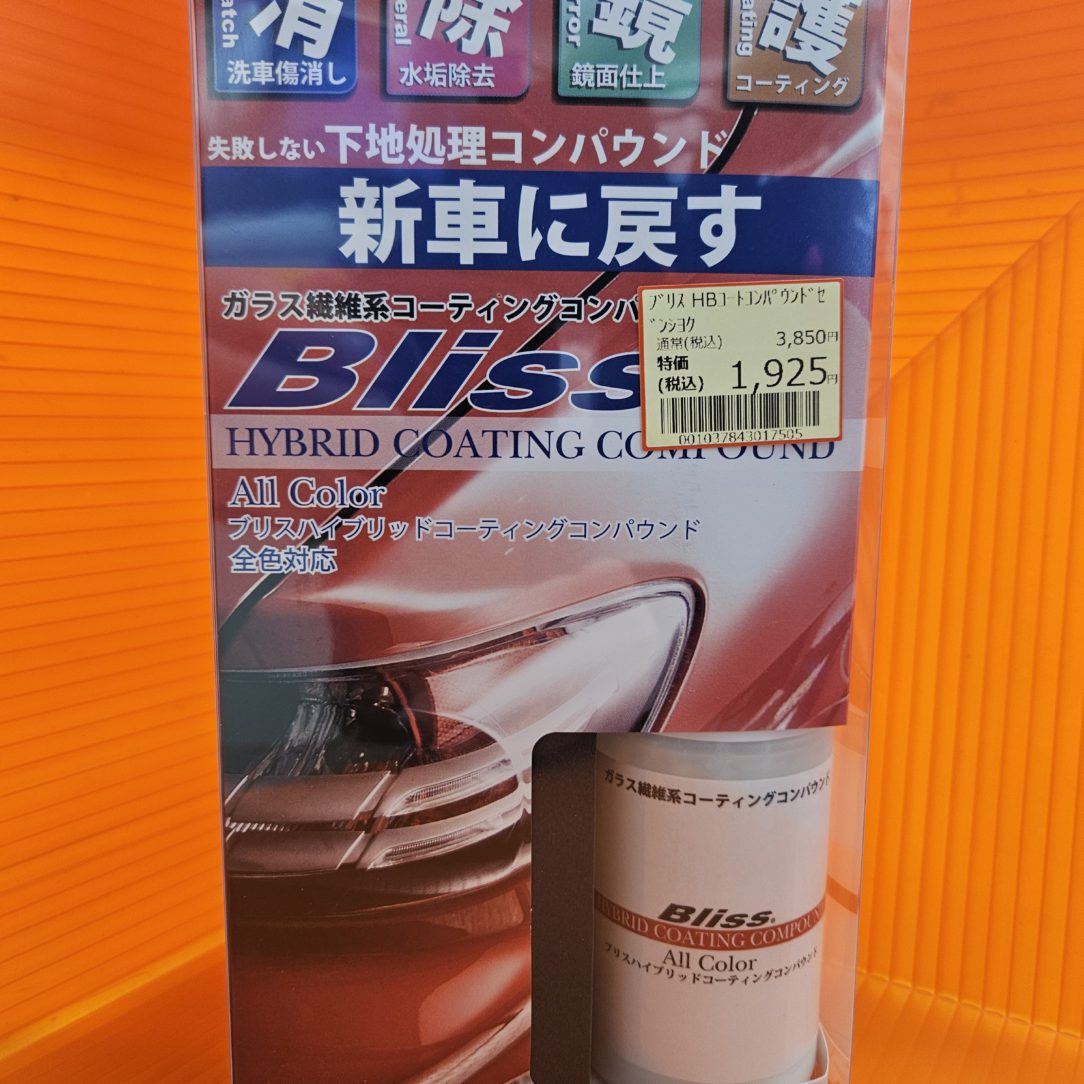 消
除
鏡
護
洗車傷消し
水垢除去
鏡面仕上
コーティング
失敗しない下地処理コンパウンド
新車に戻す
ガラス繊維系コーティングコンパ
Bliss
HYBRID COATING COMPOUND
All Color
ブリスハイブリッドコーティングコンパウンド
全色対応
ブリス HBコートコンパウンドゼ
ンシヨク
通常(税込) 3,850円
特価
(税込) 1,925円
001037843017505
ガラス繊維系コーティングコンパウンド
Bliss®
HYBRID COATING COMPOUN
All Color
ブリスハイブリッドコーティングコンパウンド